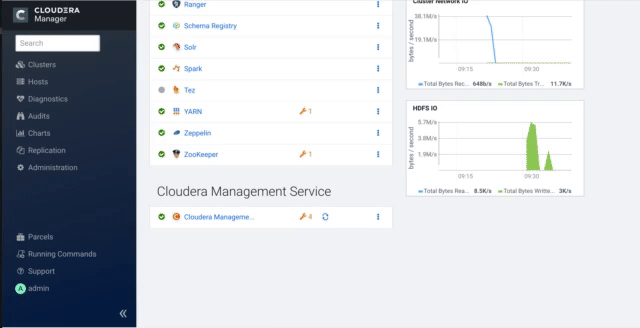 CLOUDERA
Manager
Search
Clusters
Hosts
Diagnostics
Audits
Charts
Replication
Administration
Parcels
Running Commands
Support
A admin
Ranger
Schema Registry
Solr
Spark
Tez
YARN 1
Zeppelin
ZooKeeper 1
Cloudera Management Service
Cloudera Manageme... 4
Cluster Network IO
bytes / second
38.1M/s
19.1M/s
09:15 09:30
Total Bytes Rec... 648b/s Total Bytes Tr... 11.7K/s
HDFS IO
bytes / second
5.7M/s
3.8M/s
1.9M/s
09:15 09:30
Total Bytes Rea... 8.5K/s Total Bytes Writte... 3K/s